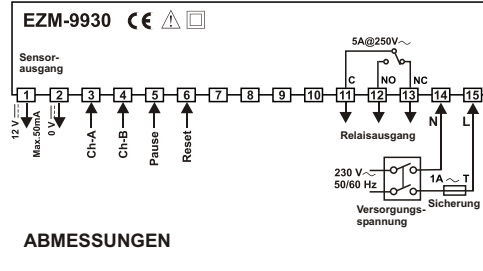 EZM-9930 CE
5A@250V~
Sensor-
ausgang
C NO NC
1 2 3 4 5 6 7 8 9 10 11 12 13 14 15
12 V
Max.50mA
0 V
Ch-A
Ch-B
Pause
Reset
N L
Relaisausgang
230 V~
50/60 Hz
1A ~ T
Sicherung
Versorgungs-
spannung
ABMESSUNGEN